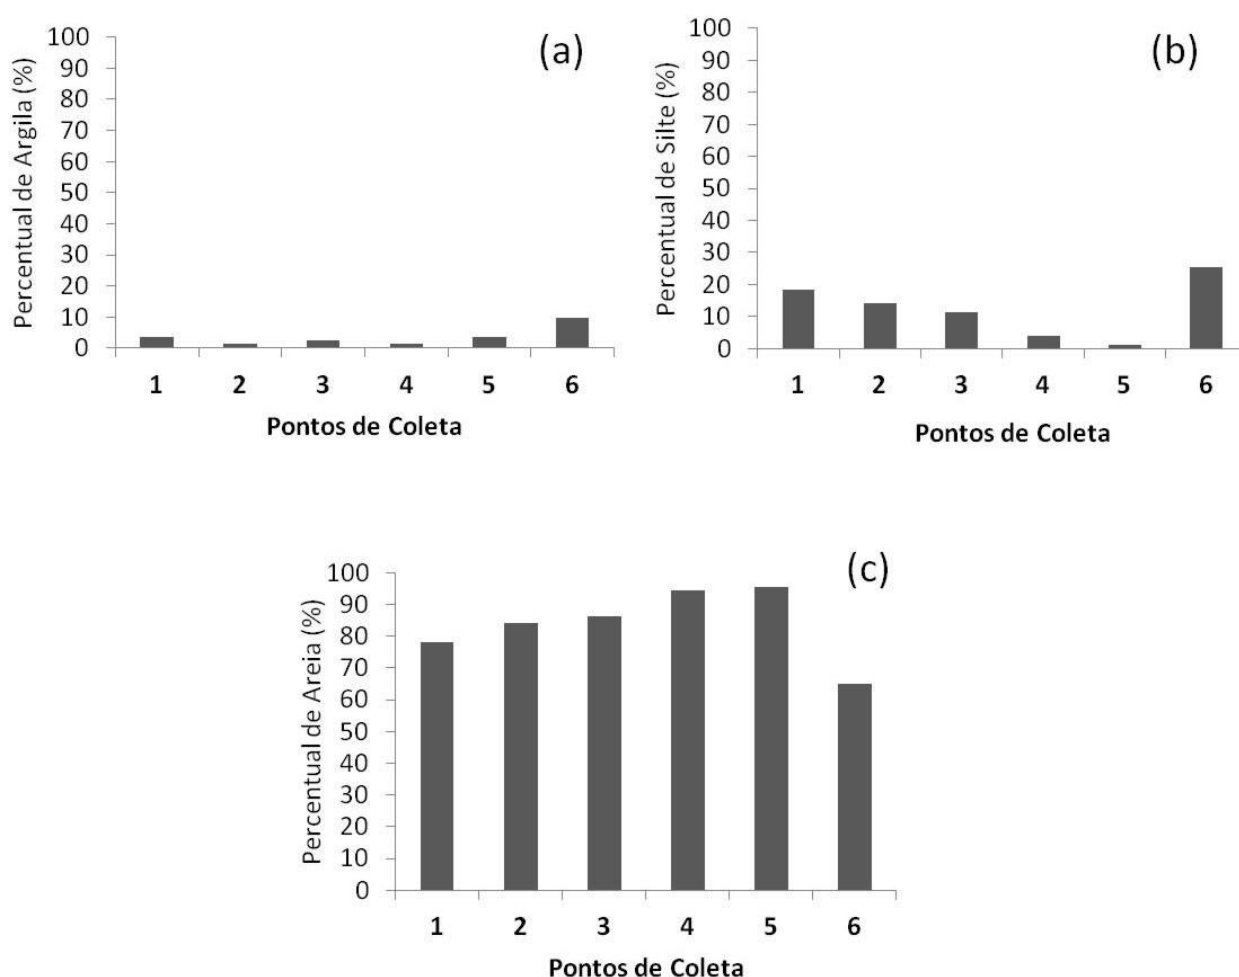 (a)
Percentual de Argila (%)
100
90
80
70
60
50
40
30
20
10
0
1 2 3 4 5 6
Pontos de Coleta
(b)
Percentual de Silte (%)
100
90
80
70
60
50
40
30
20
10
0
1 2 3 4 5 6
Pontos de Coleta
(c)
Percentual de Areia (%)
100
90
80
70
60
50
40
30
20
10
0
1 2 3 4 5 6
Pontos de Coleta